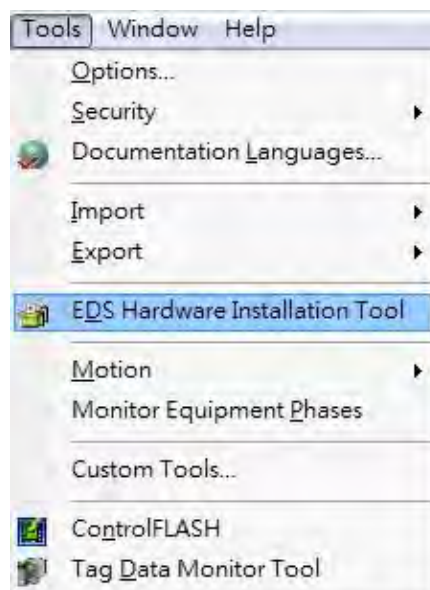 Tools Window Help
Options...
Security
Documentation Languages...
Import
Export
EDS Hardware Installation Tool
Motion
Monitor Equipment Phases
Custom Tools...
ControlFLASH
Tag Data Monitor Tool